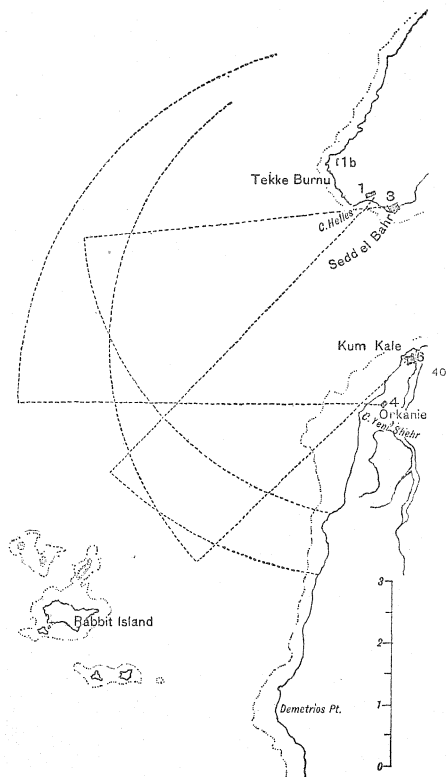 1b
Tekke Burnu
1
3
C. Helles
Sedd el Bahr
Kum Kale
6
40
4
Orkanie
C. Yeni Shehr
3
2
1
0
Rabbit Island
Demetrios Pt.